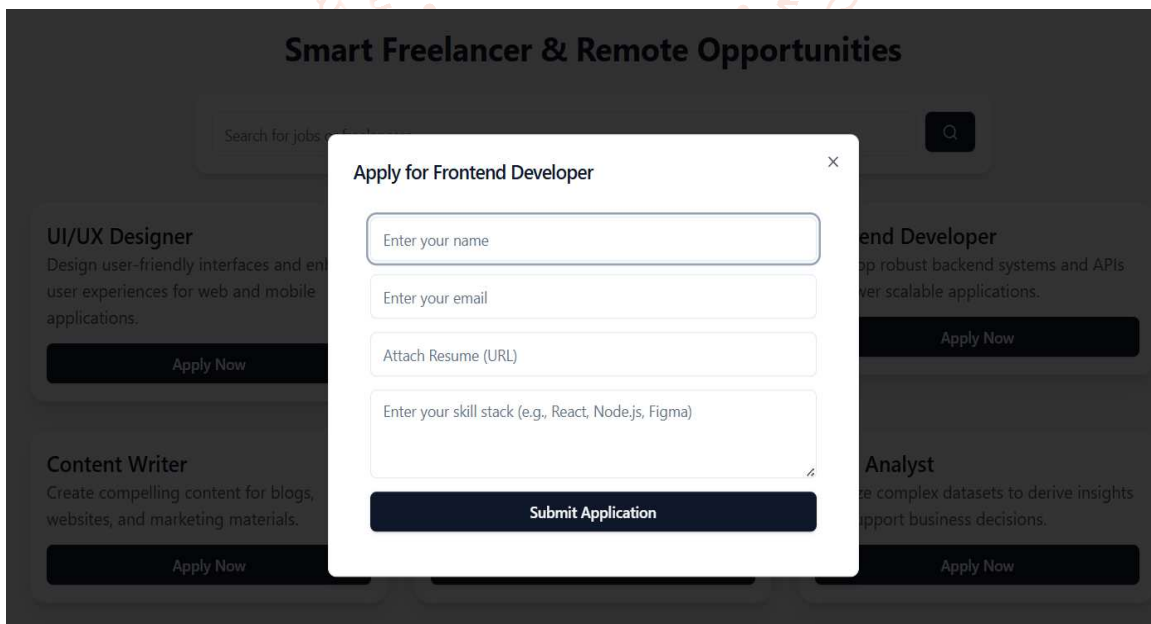 Smart Freelancer & Remote Opportunities
Search for jobs
Apply for Frontend Developer
Enter your name
Enter your email
Attach Resume (URL)
Enter your skill stack (e.g., React, Node.js, Figma)
Submit Application
UI/UX Designer
Design user-friendly interfaces and
user experiences for web and mobile
applications.
Apply Now
Developer
robust backend systems and APIs
scalable applications.
Apply Now
Content Writer
Create compelling content for blogs,
websites, and marketing materials.
Apply Now
Analyst
complex datasets to derive insights
business decisions.
Apply Now